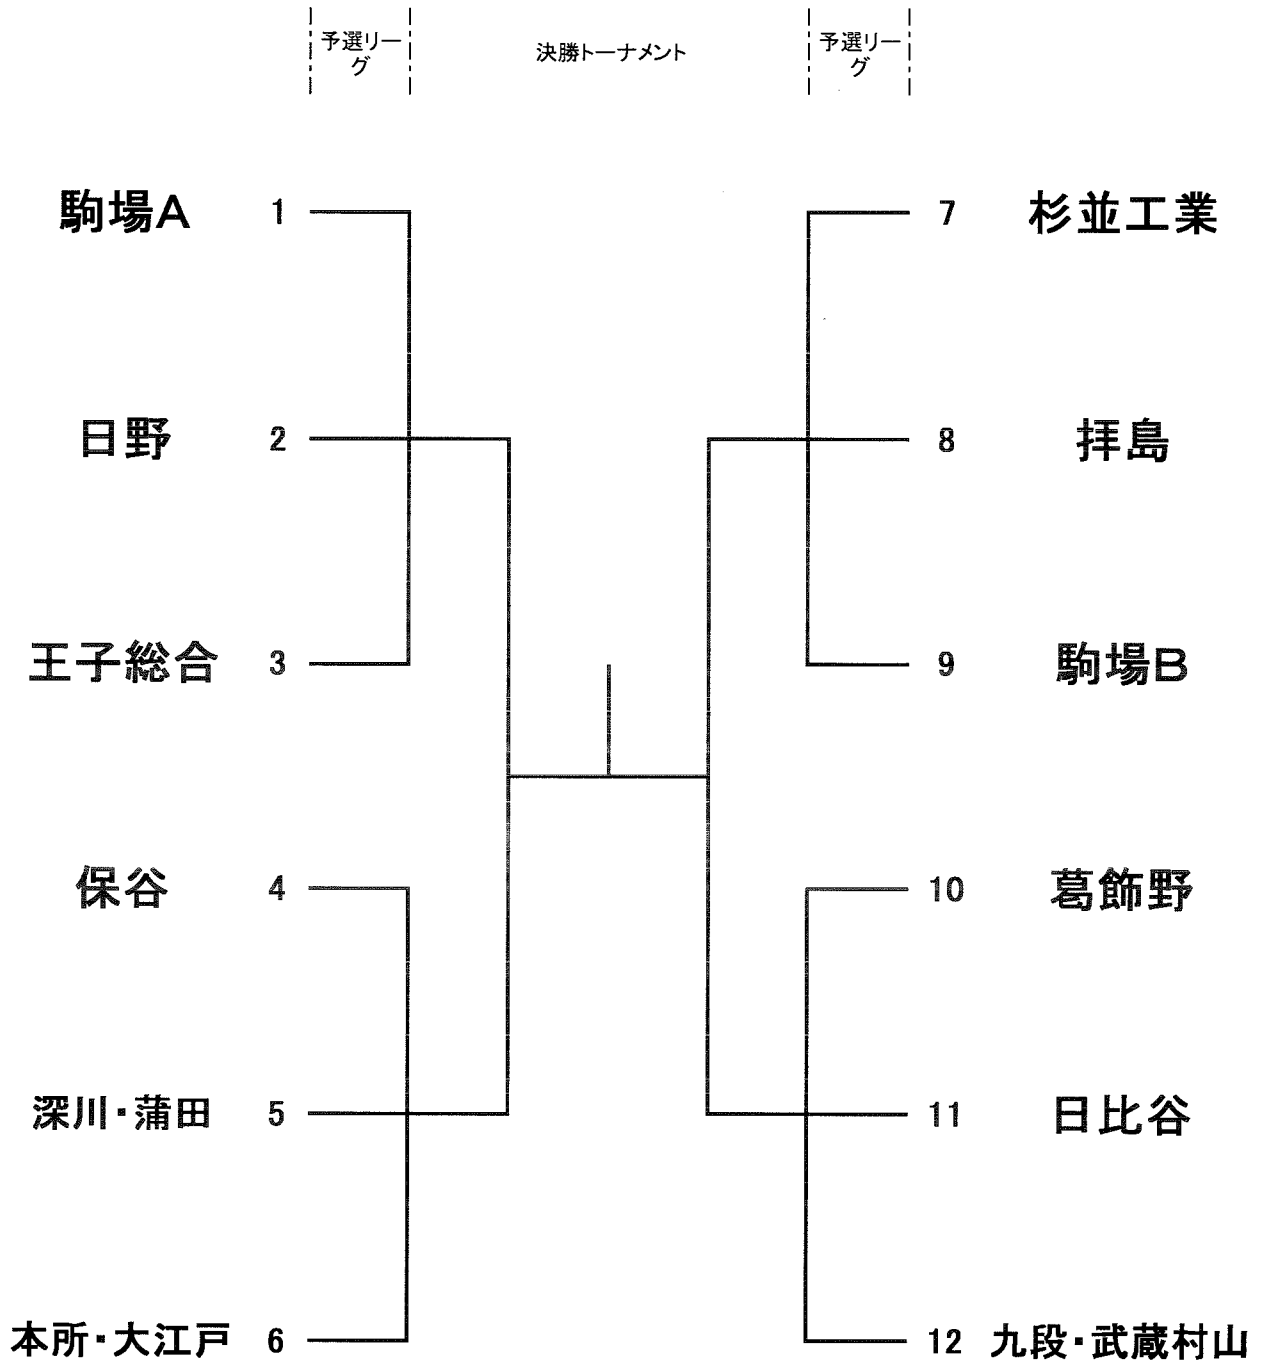 予選リー
グ
決勝トーナメント
予選リー
グ
駒場A 1
7 杉並工業
日野 2
8 拝島
王子総合 3
9 駒場B
保谷 4
10 葛飾野
深川・蒲田 5
11 日比谷
本所・大江戸 6
12 九段・武蔵村山